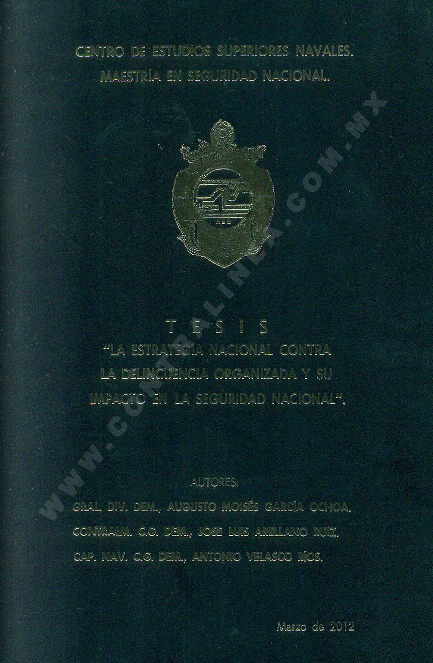 CENTRO DE ESTUDIOS SUPERIORES NAVALES.
MAESTRÍA EN SEGURIDAD NACIONAL.
T E S I S
"LA ESTRATEGIA NACIONAL CONTRA
LA DELINCUENCIA ORGANIZADA Y SU
IMPACTO EN LA SEGURIDAD NACIONAL".
AUTORES:
GRAL. DIV. DEM., AUGUSTO MOISÉS GARCÍA OCHOA.
CONTRALM. C.G. DEM., JOSE LUIS ARELLANO RUIZ.
CAP. NAV. C.G. DEM., ANTONIO VELASCO RÍOS.
Marzo de 2012
www.CONTRALINEA.COM.MX